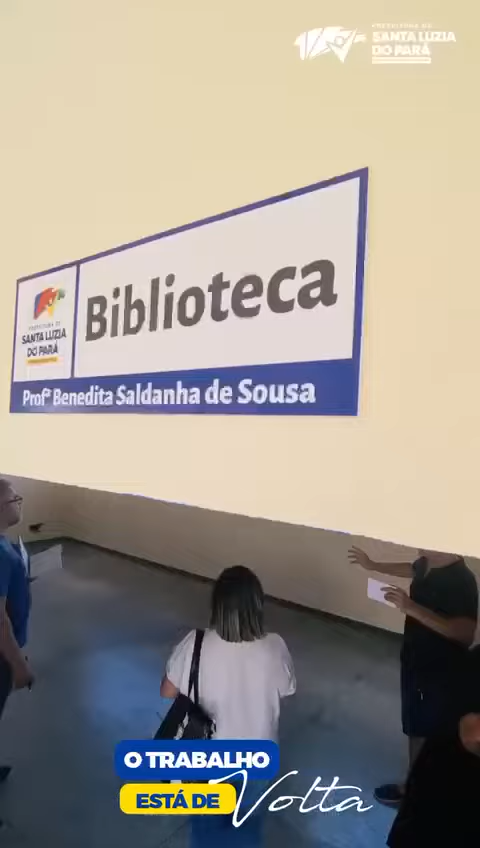 PREFEITURA DE
SANTA LUZIA
DO PARÁ
Biblioteca
PREFEITURA DE
SANTA LUZIA
DO PARÁ
Profª Benedita Saldanha de Sousa
O TRABALHO
ESTÁ DE
Volta